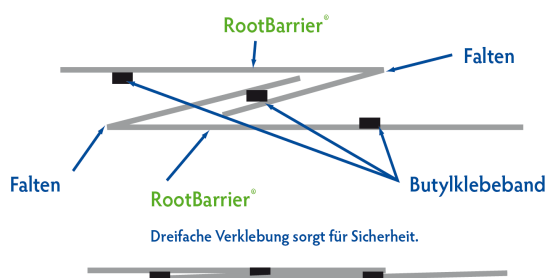 RootBarrier®
Falten
Falten
Butylklebeband
RootBarrier®
Dreifache Verklebung sorgt für Sicherheit.